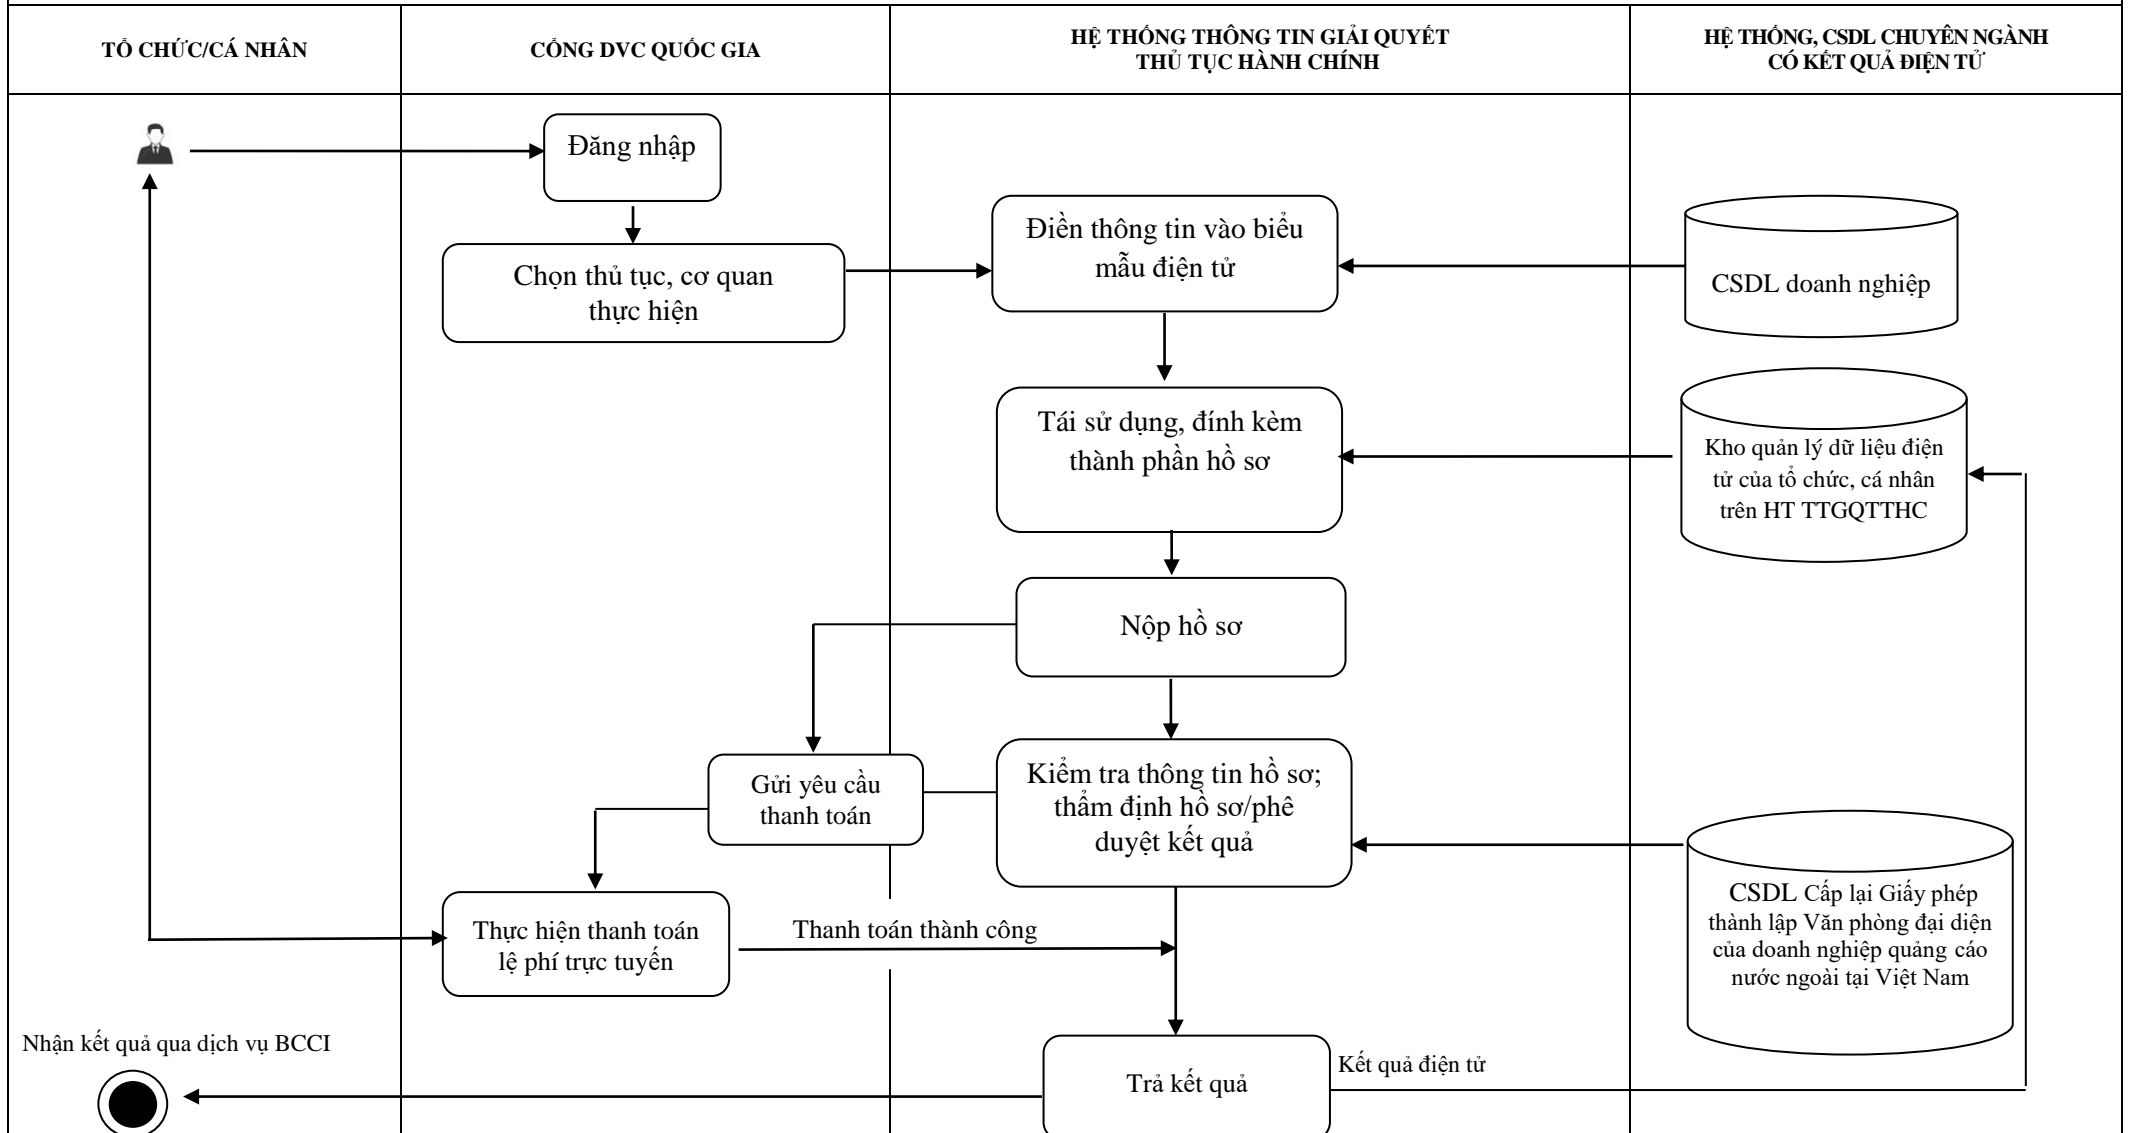 TỔ CHỨC/CÁ NHÂN
CỔNG DVC QUỐC GIA
HỆ THỐNG THÔNG TIN GIẢI QUYẾT
THỦ TỤC HÀNH CHÍNH
HỆ THỐNG, CSDL CHUYÊN NGÀNH
CÓ KẾT QUẢ ĐIỆN TỬ
Đăng nhập
Chọn thủ tục, cơ quan
thực hiện
Điền thông tin vào biểu
mẫu điện tử
CSDL doanh nghiệp
Tái sử dụng, đính kèm
thành phần hồ sơ
Kho quản lý dữ liệu điện
tử của tổ chức, cá nhân
trên HT TTGQTTHC
Nộp hồ sơ
Gửi yêu cầu
thanh toán
Kiểm tra thông tin hồ sơ;
thẩm định hồ sơ/phê
duyệt kết quả
CSDL Cấp lại Giấy phép
thành lập Văn phòng đại diện
của doanh nghiệp quảng cáo
nước ngoài tại Việt Nam
Thực hiện thanh toán
lệ phí trực tuyến
Thanh toán thành công
Nhận kết quả qua dịch vụ BCCI
Trả kết quả
Kết quả điện tử